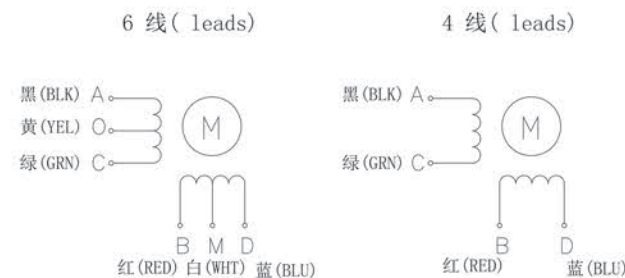 6 线( leads)
4 线( leads)
黑(BLK) A
黄(YEL) O
绿(GRN) C
M
B M D
红(RED) 白(WHT) 蓝(BLU)
黑(BLK) A
绿(GRN) C
M
B D
红(RED) 蓝(BLU)